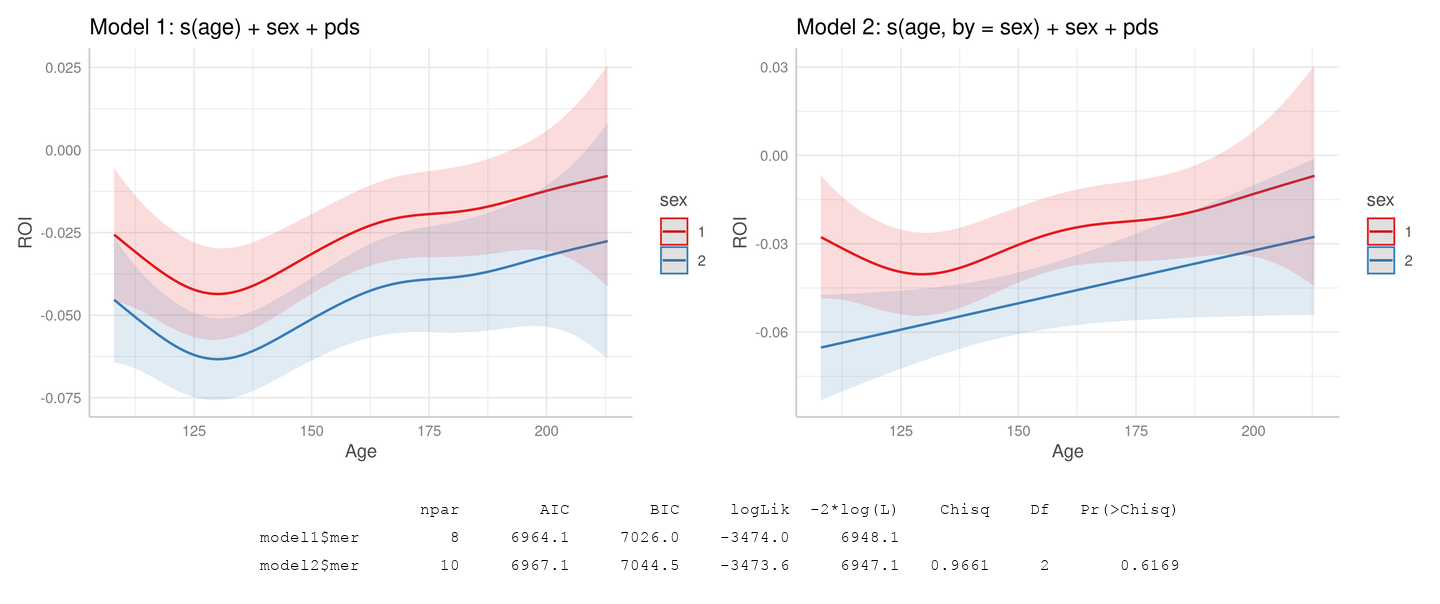 Model 1: s(age) + sex + pds
0.025
0.000
-0.025
-0.050
-0.075
ROI
125 150 175 200
Age
sex
1
2
Model 2: s(age, by = sex) + sex + pds
0.03
0.00
-0.03
-0.06
ROI
125 150 175 200
Age
sex
1
2
npar AIC BIC logLik -2*log(L) Chisq Df Pr(>Chisq)
model1$mer 8 6964.1 7026.0 -3474.0 6948.1
model2$mer 10 6967.1 7044.5 -3473.6 6947.1 0.9661 2 0.6169